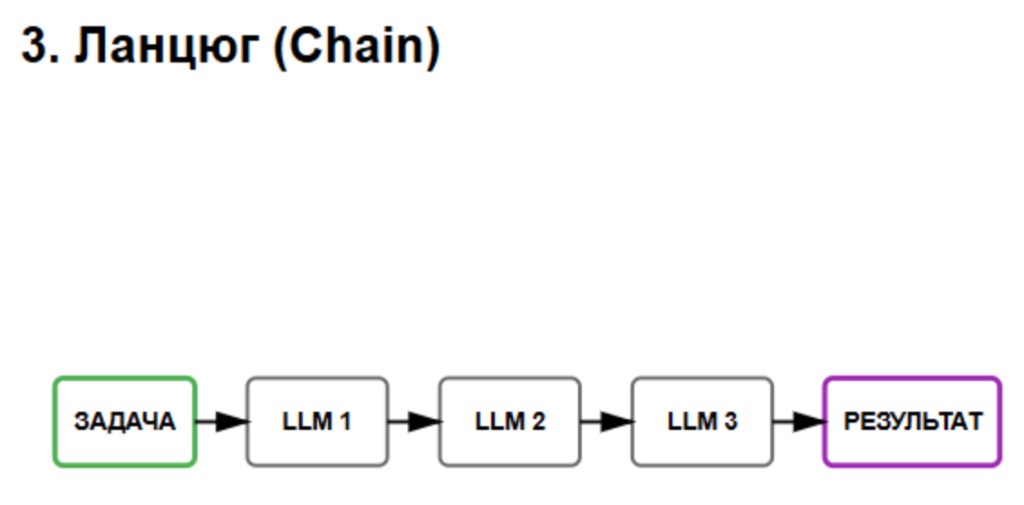 3. Ланцюг (Chain)
ЗАДАЧА
LLM 1
LLM 2
LLM 3
РЕЗУЛЬТАТ